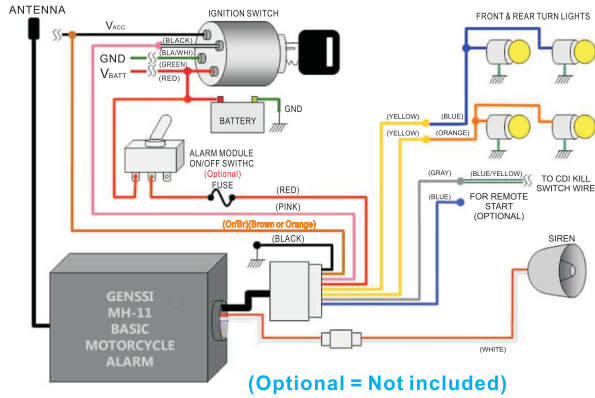 ANTENNA
IGNITION SWITCH
FRONT & REAR TURN LIGHTS
VACC
(BLACK)
(BLA/WHI)
GND
(GREEN)
VBATT
(RED)
BATTERY
GND
(YELLOW)
(BLUE)
(YELLOW)
(ORANGE)
ALARM MODULE
ON/OFF SWITHC
(Optional)
FUSE
(RED)
(PINK)
(Or/Br)(Brown or Orange)
(BLACK)
(GRAY)
(BLUE/YELLOW)
TO CDI KILL
SWITCH WIRE
(BLUE)
FOR REMOTE
START
(OPTIONAL)
SIREN
GENSSI
MH-11
BASIC
MOTORCYCLE
ALARM
(WHITE)
(Optional = Not included)